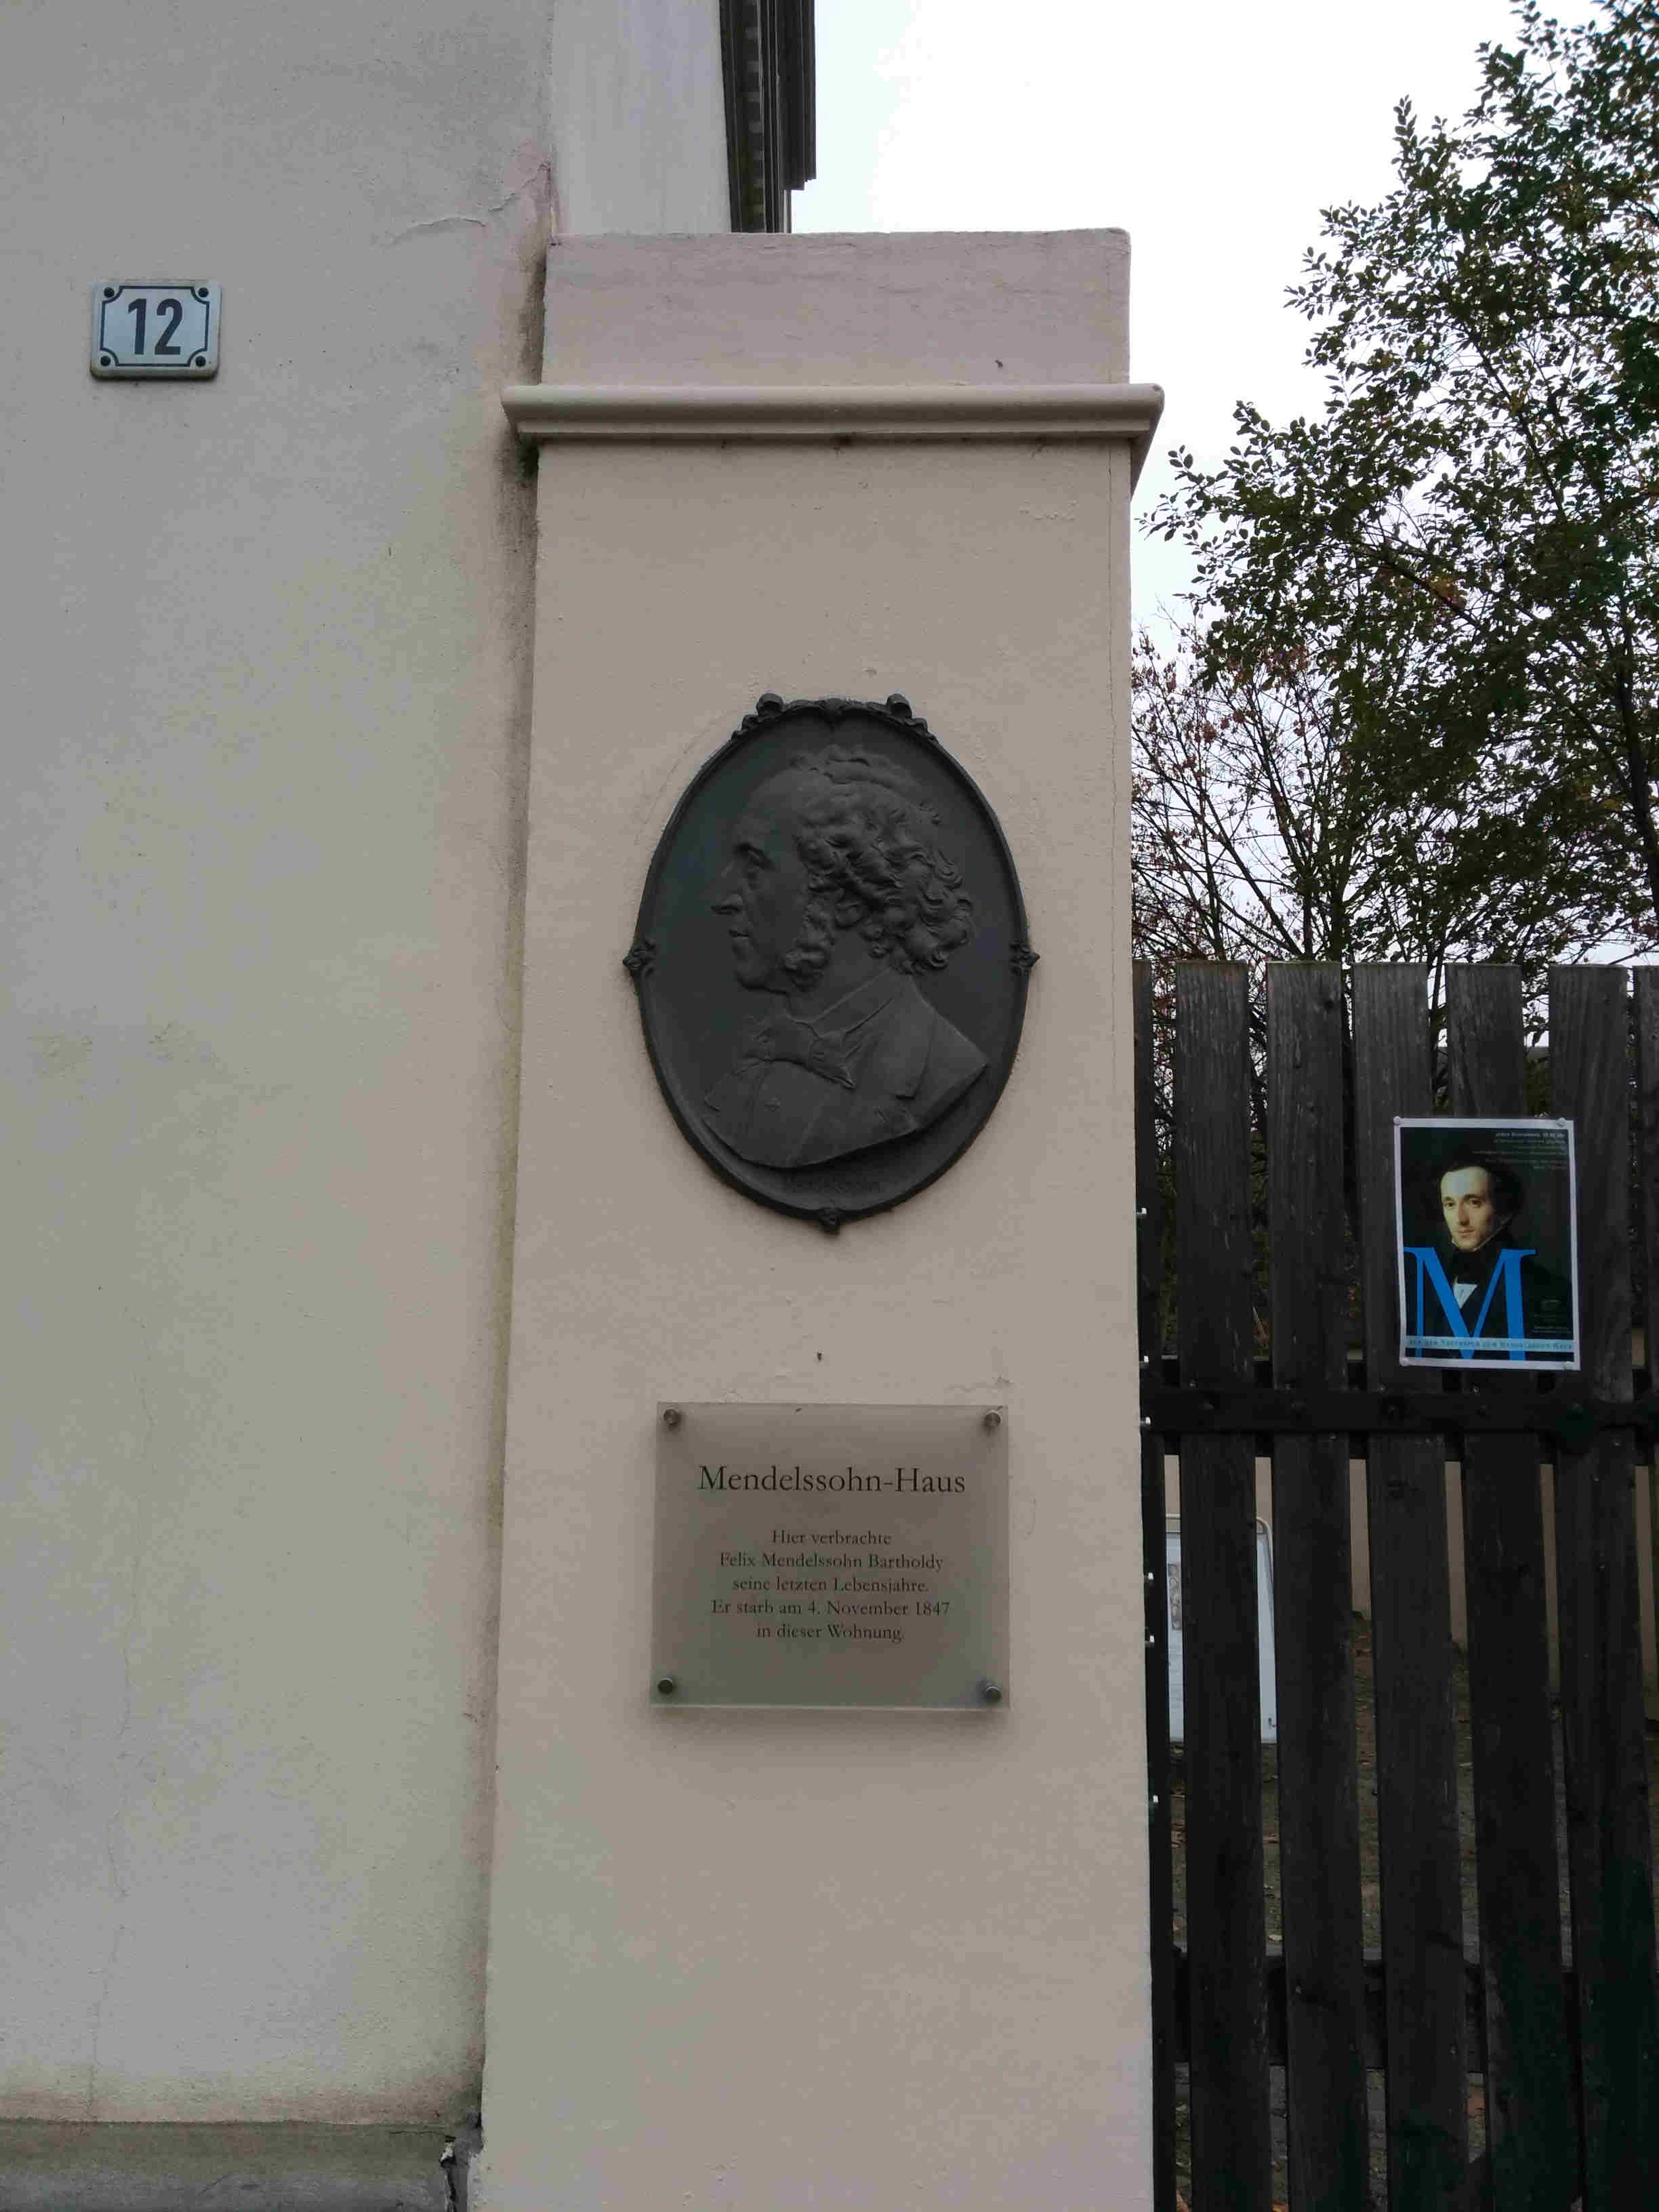 12
Mendelssohn-Haus
Hier verbrachte
Felix Mendelssohn Bartholdy
seine letzten Lebensjahre.
Er starb am 4. November 1847
in dieser Wohnung.
M